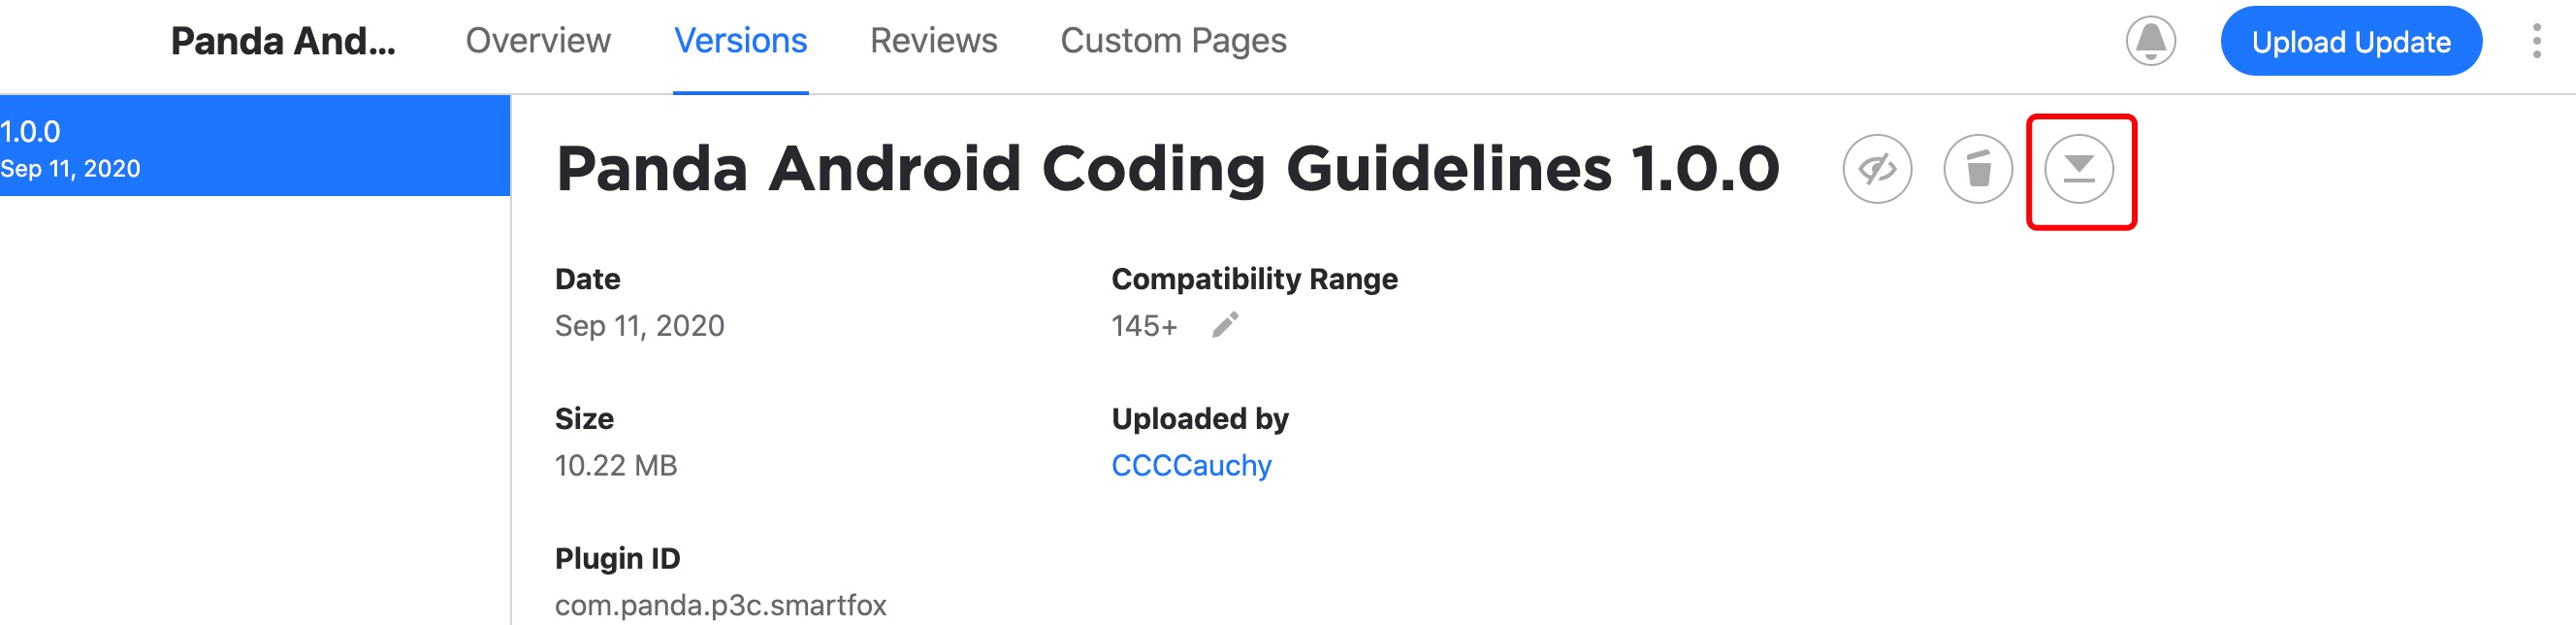 Panda And... Overview Versions Reviews Custom Pages Upload Update
1.0.0
Sep 11, 2020
Panda Android Coding Guidelines 1.0.0
Date
Sep 11, 2020
Compatibility Range
145+
Size
10.22 MB
Uploaded by
CCCCauchy
Plugin ID
com.panda.p3c.smartfox